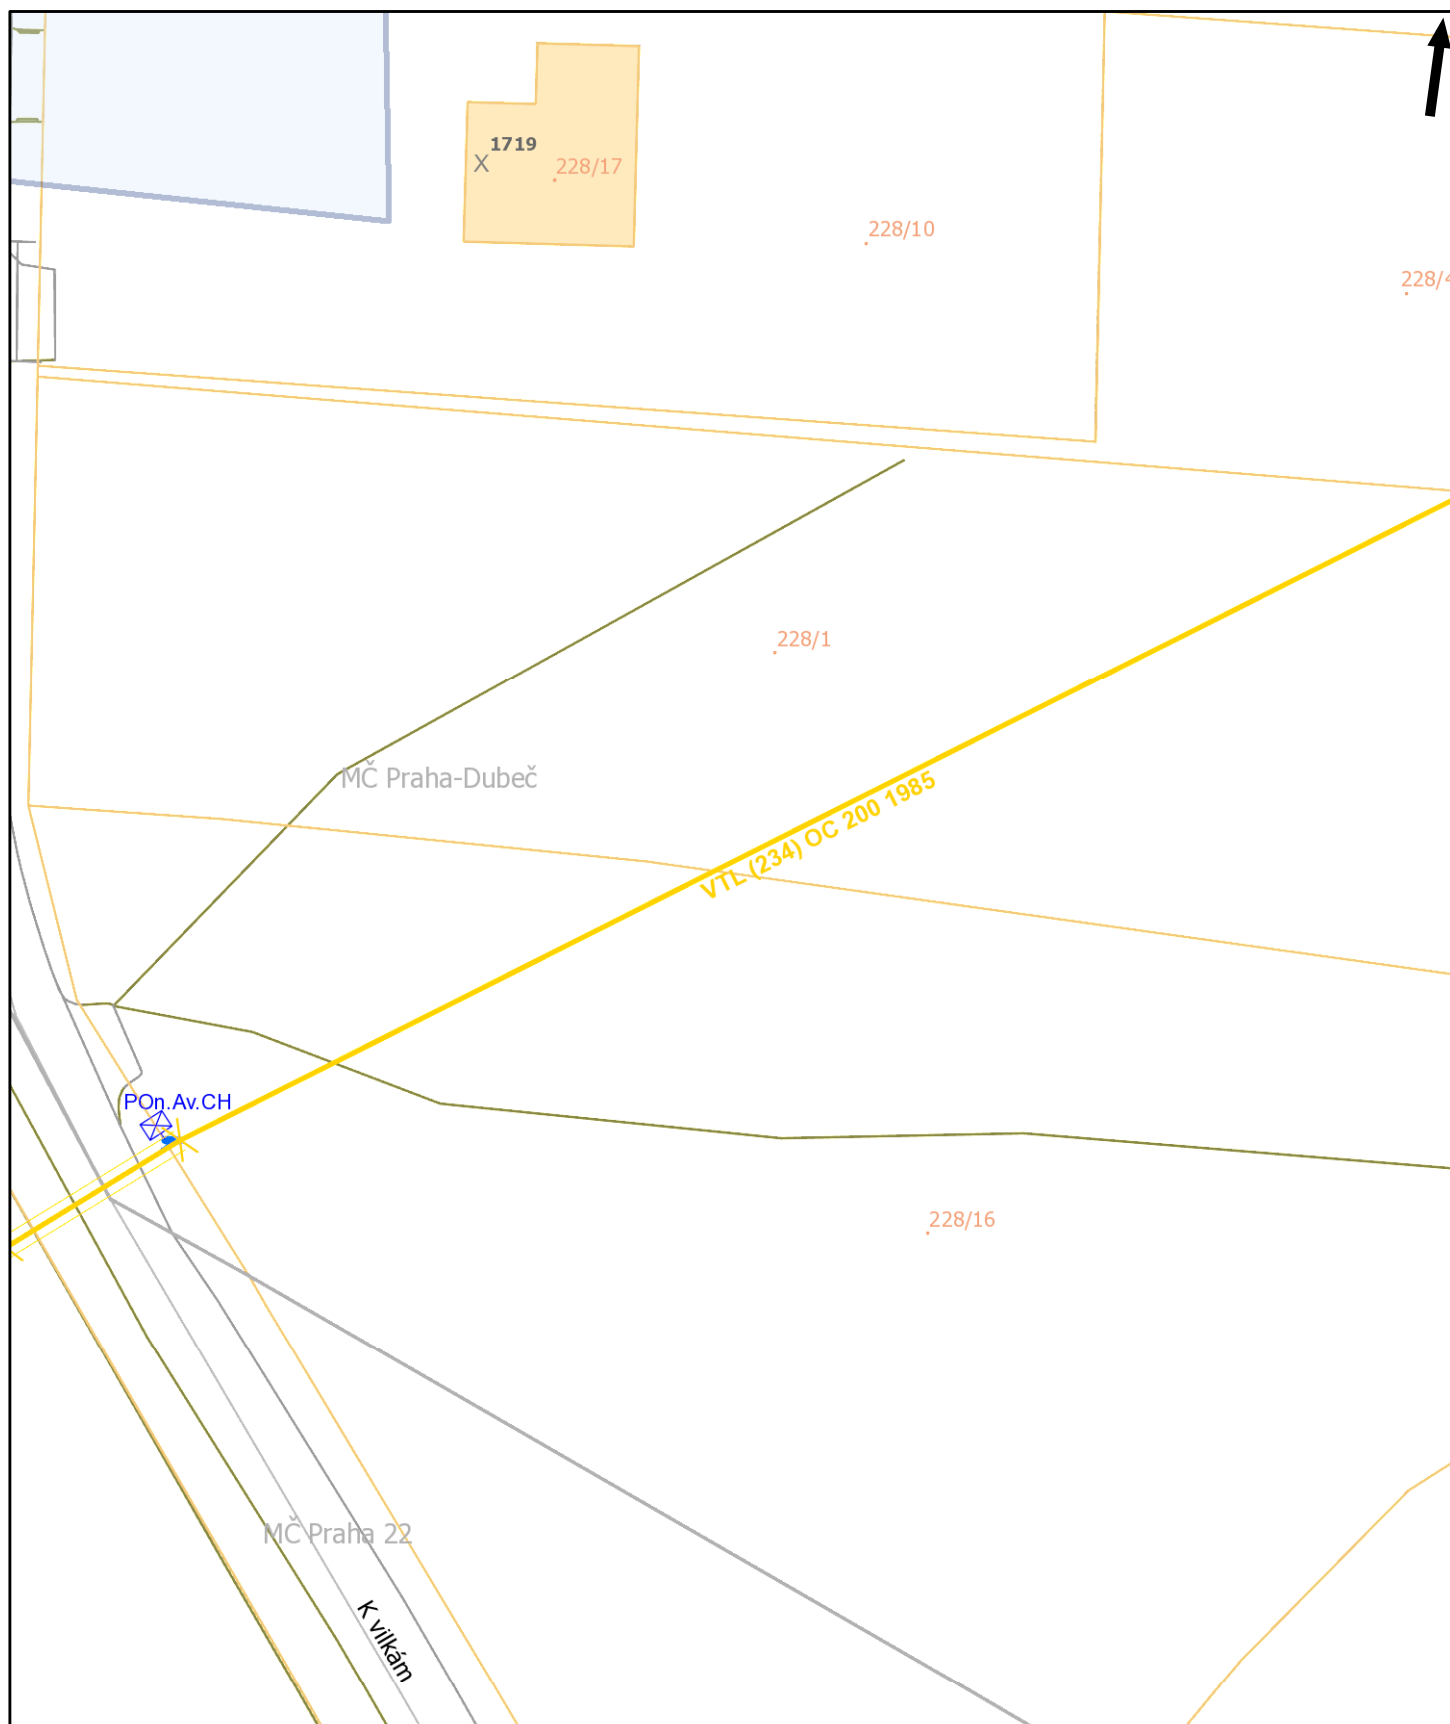 1719
228/17
228/10
228/4
228/1
MČ Praha-Dubeč
VTL (234) OC 200 1985
POn.Av.CH
228/16
MČ Praha 22
K vilkám